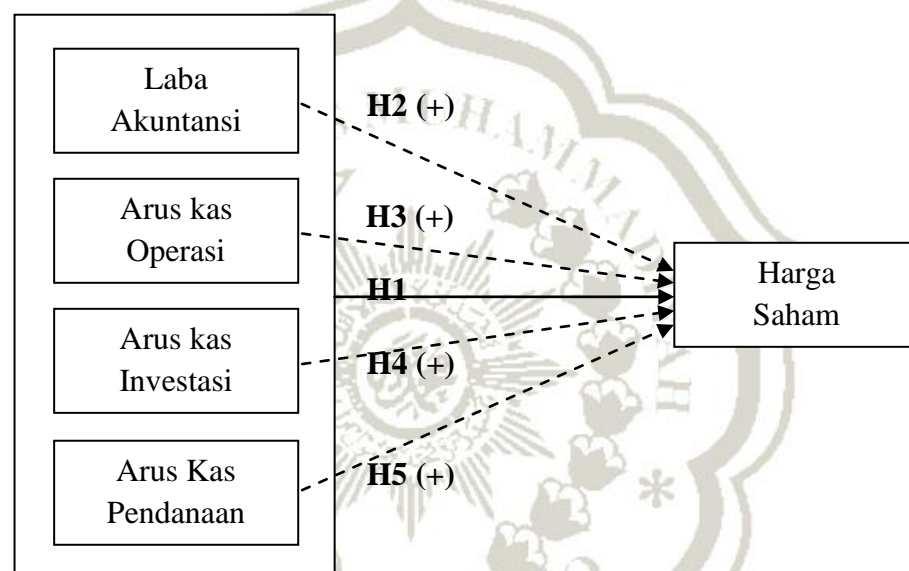 Laba
Akuntansi
H2 (+)
Arus kas
Operasi
H3 (+)
H1
Harga
Saham
Arus kas
Investasi
H4 (+)
Arus Kas
Pendanaan
H5 (+)